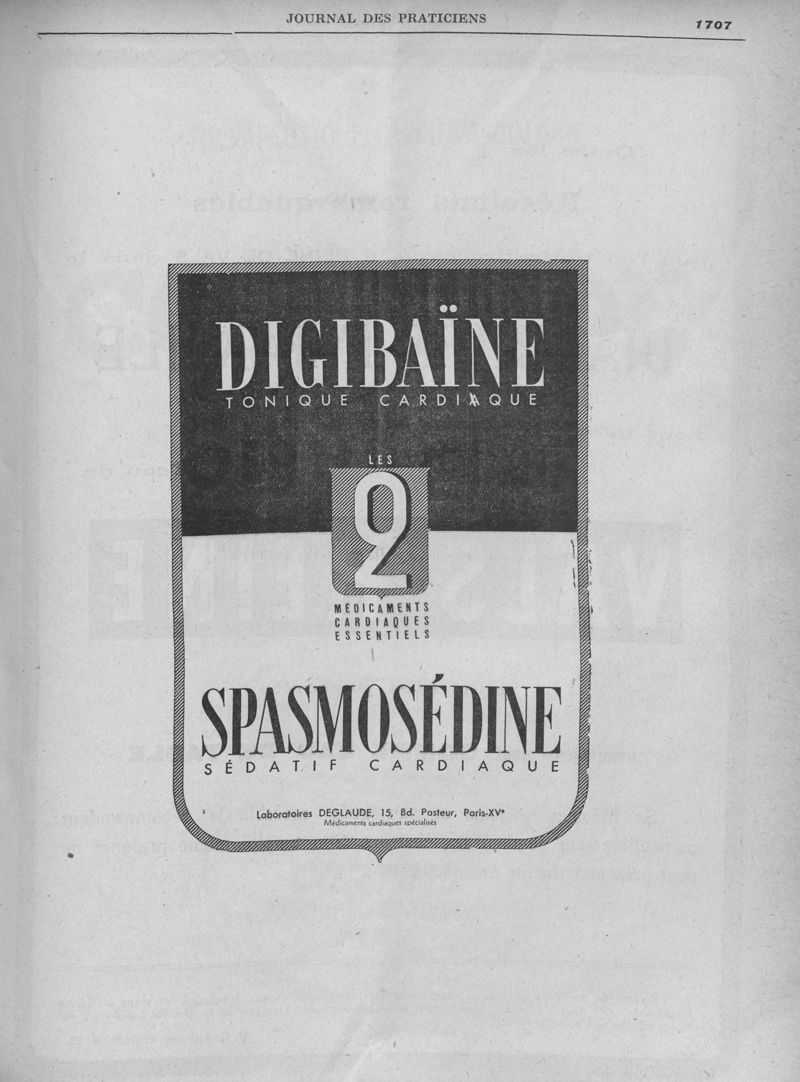 JOURNAL DES PRATICIENS
1707
DIGIBAÏNE
TONIQUE CARDIAQUE
LES
2
MÉDICAMENTS
CARDIAQUES
ESSENTIELS
SPASMOSÉDINE
SÉDATIF CARDIAQUE
Laboratoires DEGLAUDE, 15, Bd. Pasteur, Paris-XVᵉ
Médicaments cardiaques spécialisés